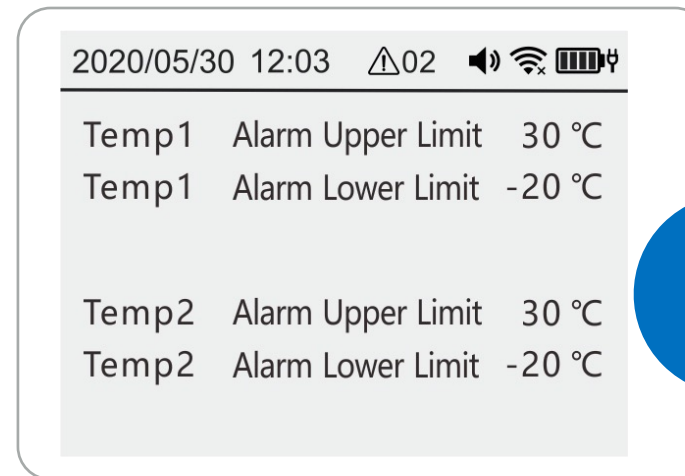 2020/05/30 12:03 02
Temp1 Alarm Upper Limit 30 ℃
Temp1 Alarm Lower Limit -20 ℃
Temp2 Alarm Upper Limit 30 ℃
Temp2 Alarm Lower Limit -20 ℃